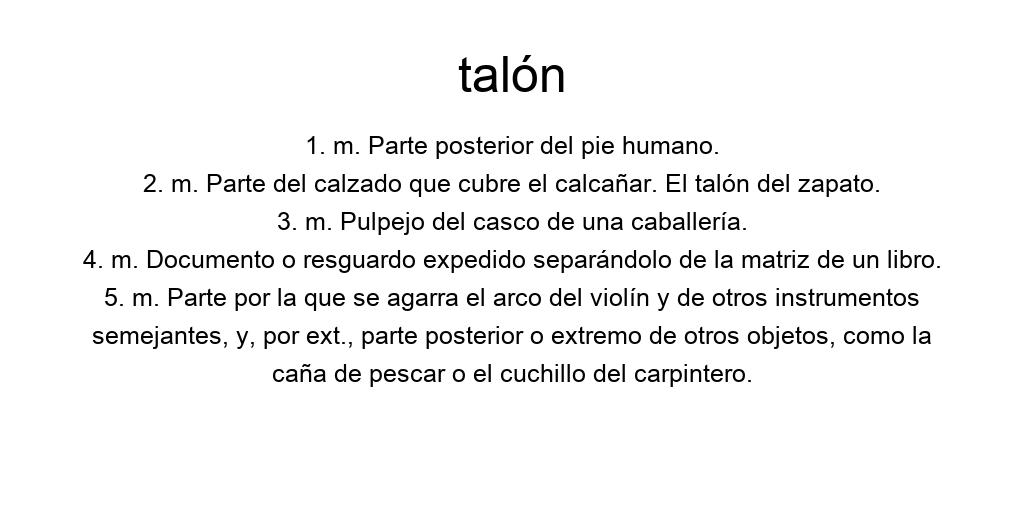 talón
1. m. Parte posterior del pie humano.
2. m. Parte del calzado que cubre el calcañar. El talón del zapato.
3. m. Pulpejo del casco de una caballería.
4. m. Documento o resguardo expedido separándolo de la matriz de un libro.
5. m. Parte por la que se agarra el arco del violín y de otros instrumentos
semejantes, y, por ext., parte posterior o extremo de otros objetos, como la
caña de pescar o el cuchillo del carpintero.